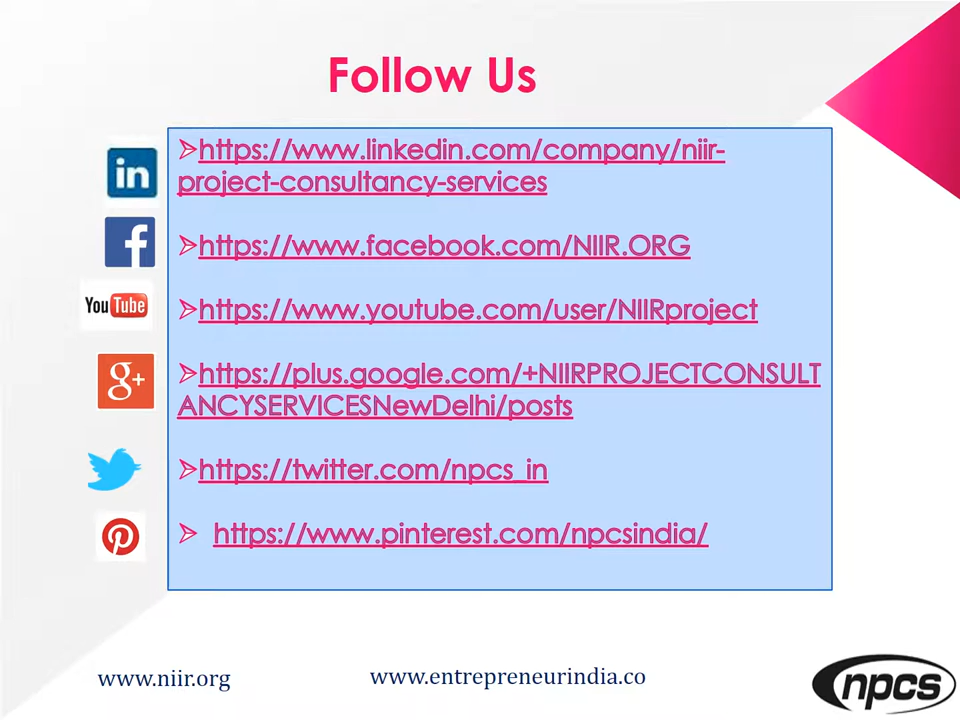 Follow Us
in
➢https://www.linkedin.com/company/niir-
project-consultancy-services
f
➢https://www.facebook.com/NIIR.ORG
YouTube
➢https://www.youtube.com/user/NIIRproject
g+
➢https://plus.google.com/+NIIRPROJECTCONSULT
ANCYSERVICESNewDelhi/posts
➢https://twitter.com/npcs_in
➢ https://www.pinterest.com/npcsindia/
www.niir.org
www.entrepreneurindia.co
npcs